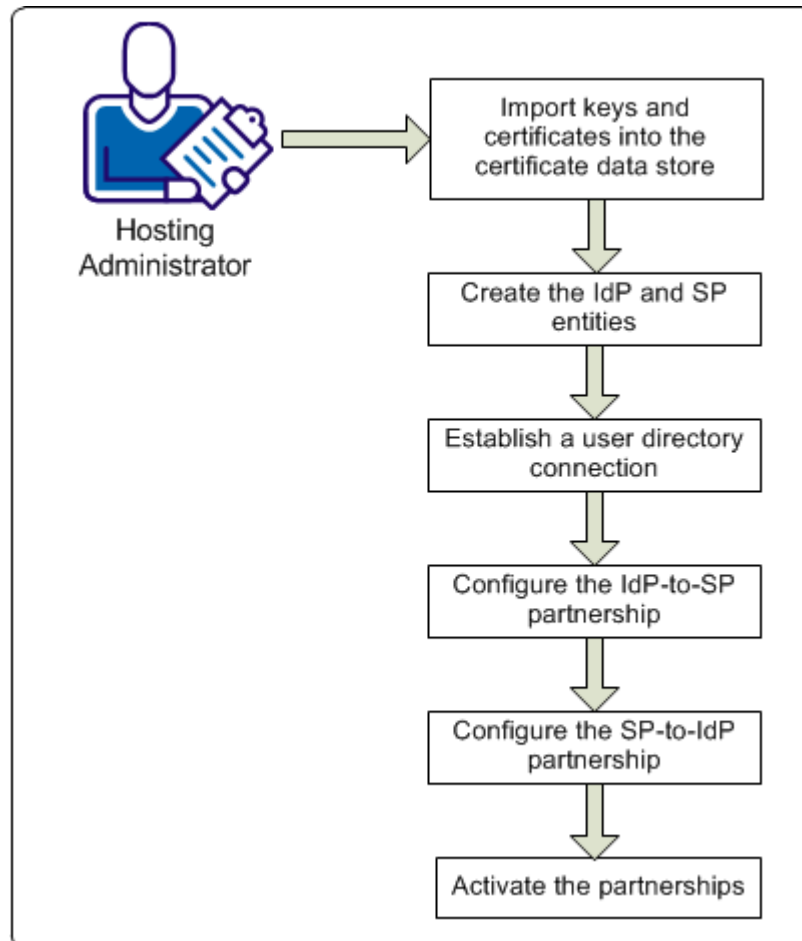 Hosting
Administrator
Import keys and
certificates into the
certificate data store
Create the IdP and SP
entities
Establish a user directory
connection
Configure the IdP-to-SP
partnership
Configure the SP-to-IdP
partnership
Activate the partnerships